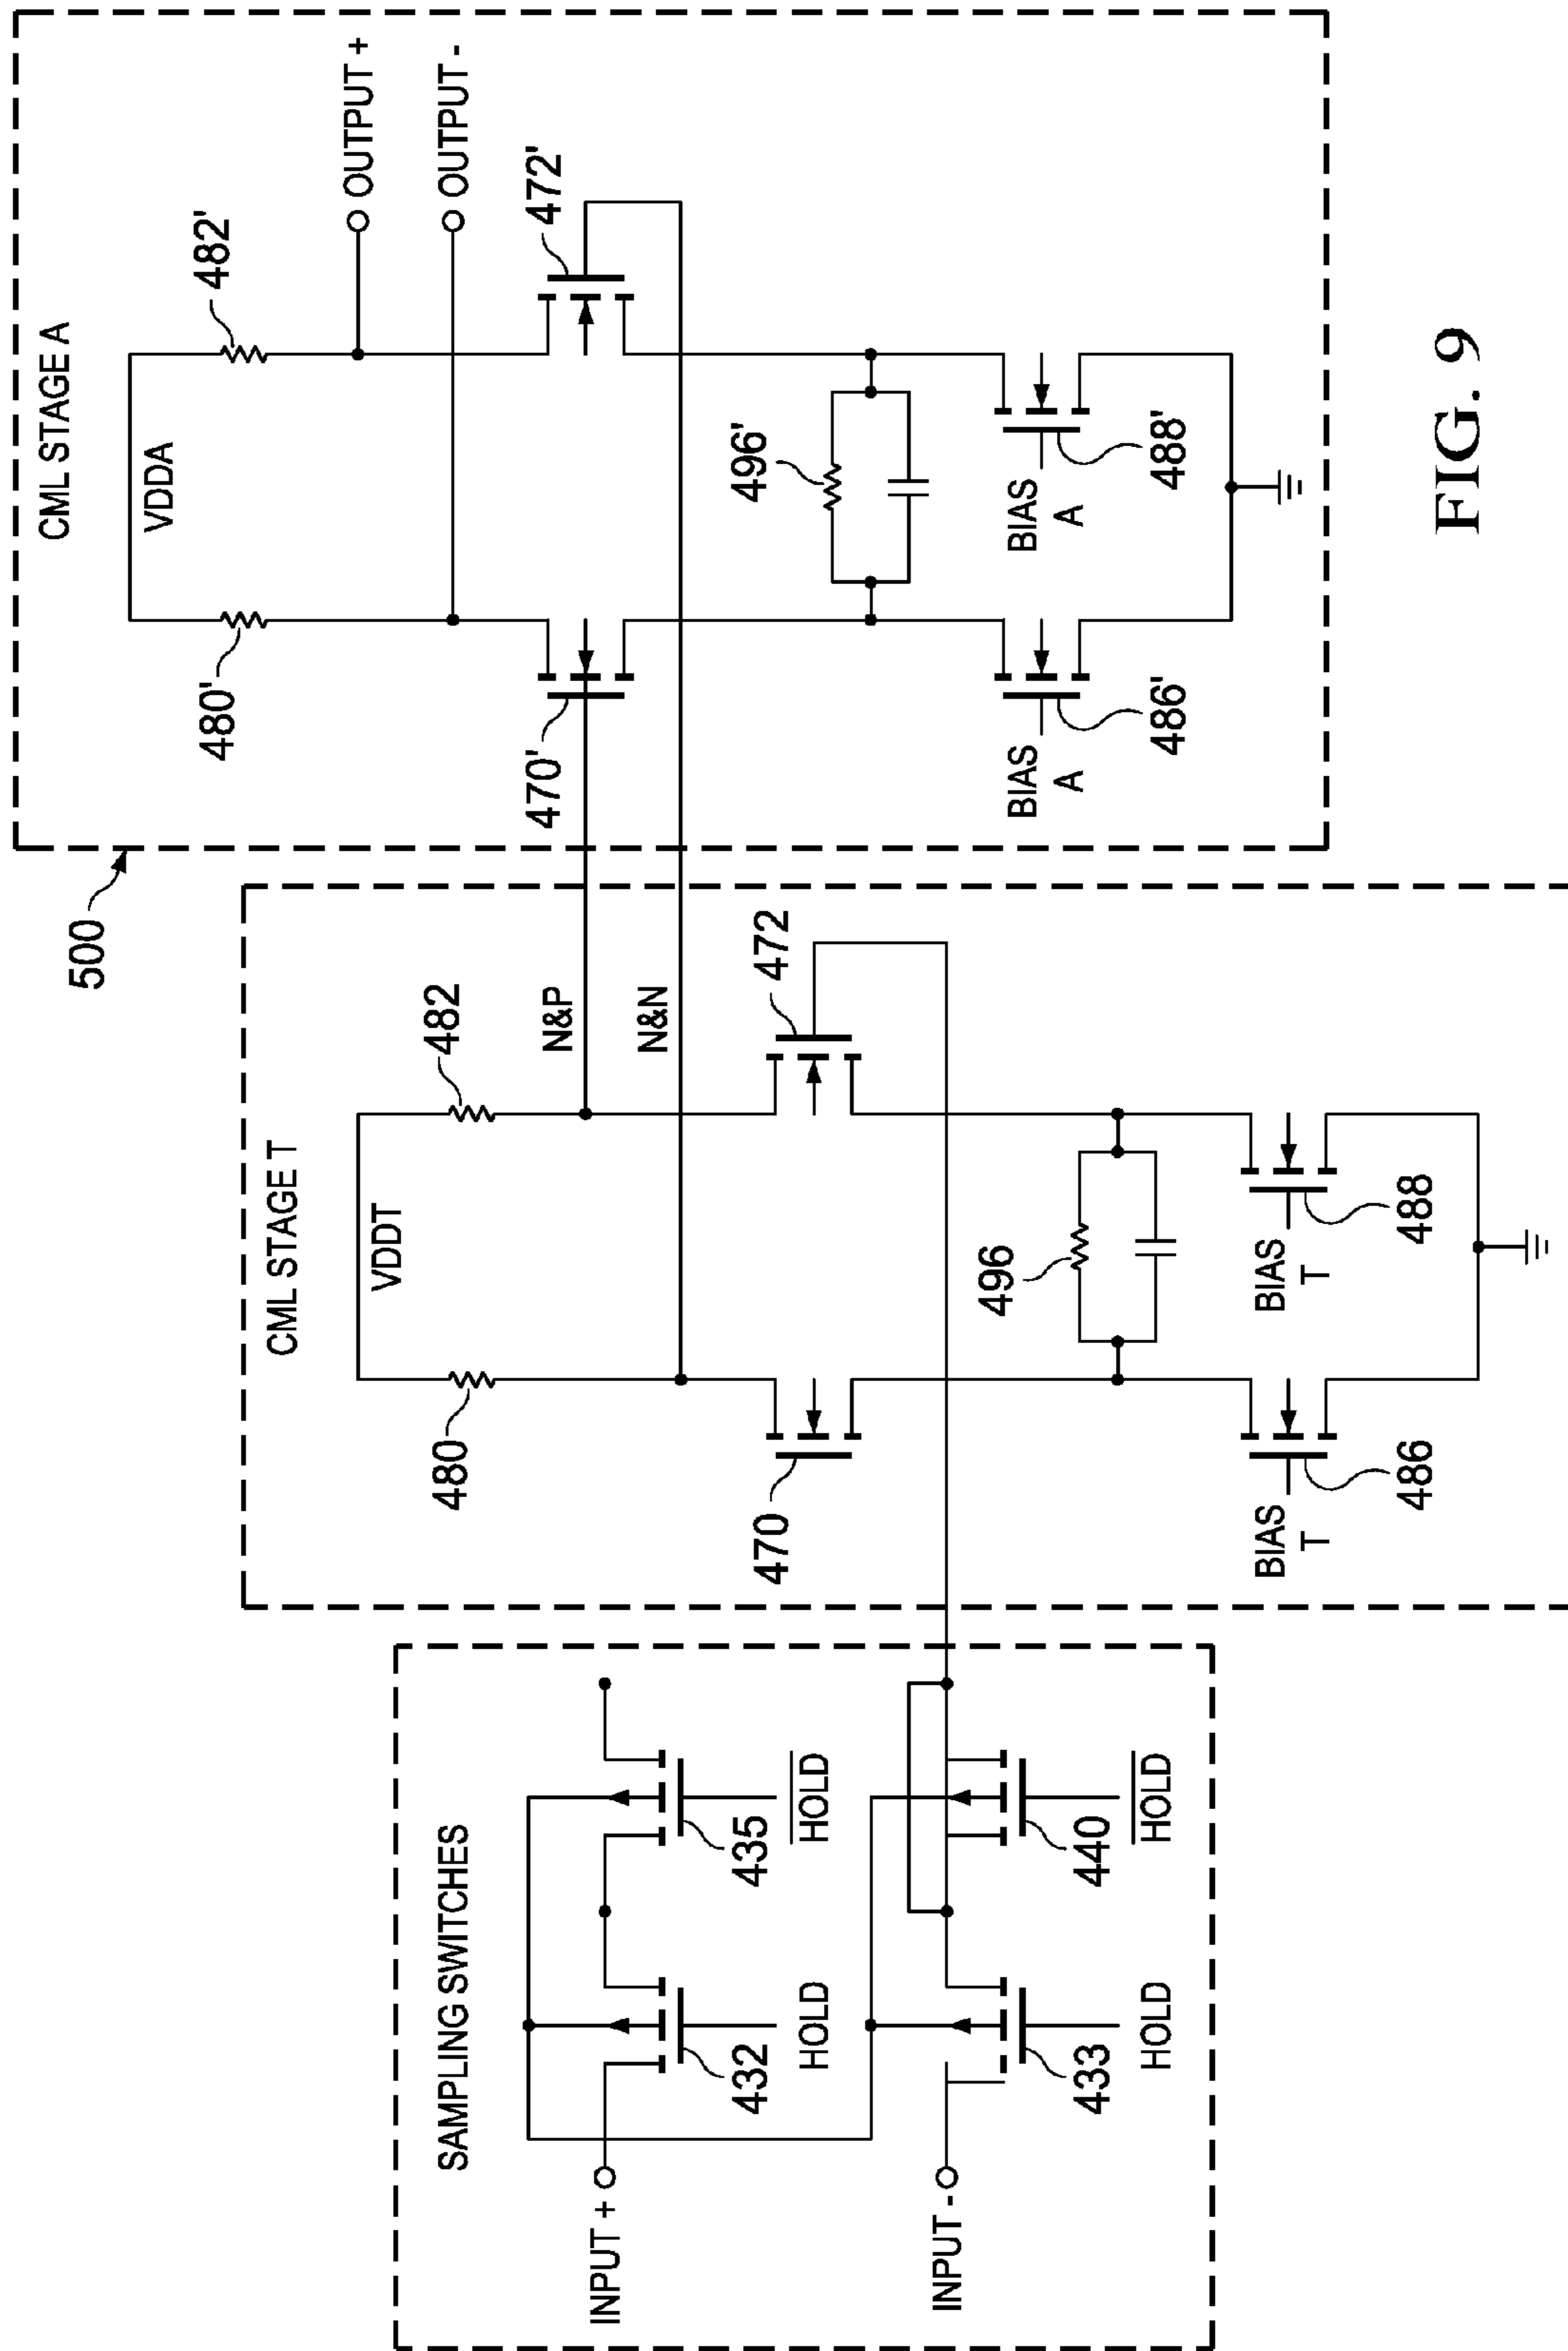 SAMPLING SWITCHES
INPUT +
INPUT -
432
HOLD
435
HOLD
433
HOLD
440
HOLD
CML STAGE T
VDDT
480
482
N&P
N&N
470
472
496
BIAS
T
486
BIAS
T
488
500
CML STAGE A
VDDA
480'
482'
OUTPUT +
OUTPUT -
470'
472'
496'
BIAS
A
486'
BIAS
A
488'
FIG. 9